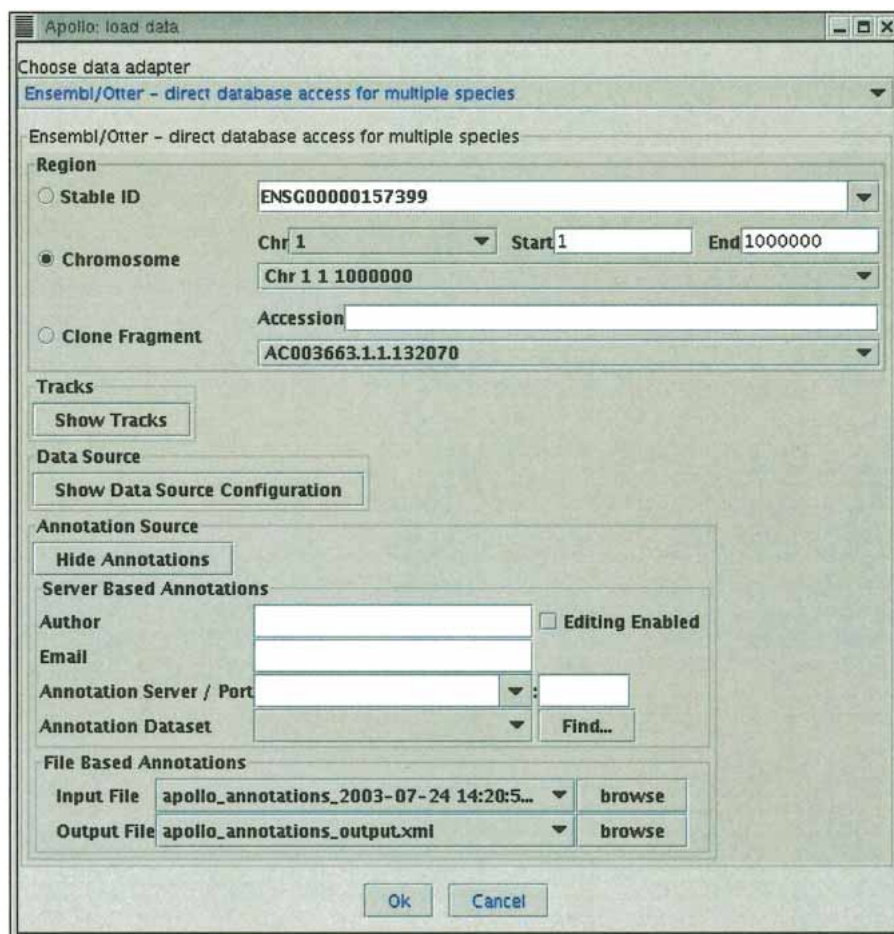 Apollo: load data
Choose data adapter
Ensembl/Otter - direct database access for multiple species
Ensembl/Otter - direct database access for multiple species
Region
Stable ID ENSG00000157399
Chr 1 Start 1 End 1000000
Chromosome
Chr 1 1 1000000
Accession
Clone Fragment
AC003663.1.1.132070
Tracks
Show Tracks
Data Source
Show Data Source Configuration
Annotation Source
Hide Annotations
Server Based Annotations
Author Editing Enabled
Email
Annotation Server / Port :
Annotation Dataset Find...
File Based Annotations
Input File apollo_annotations_2003-07-24 14:20:5... browse
Output File apollo_annotations_output.xml browse
Ok Cancel